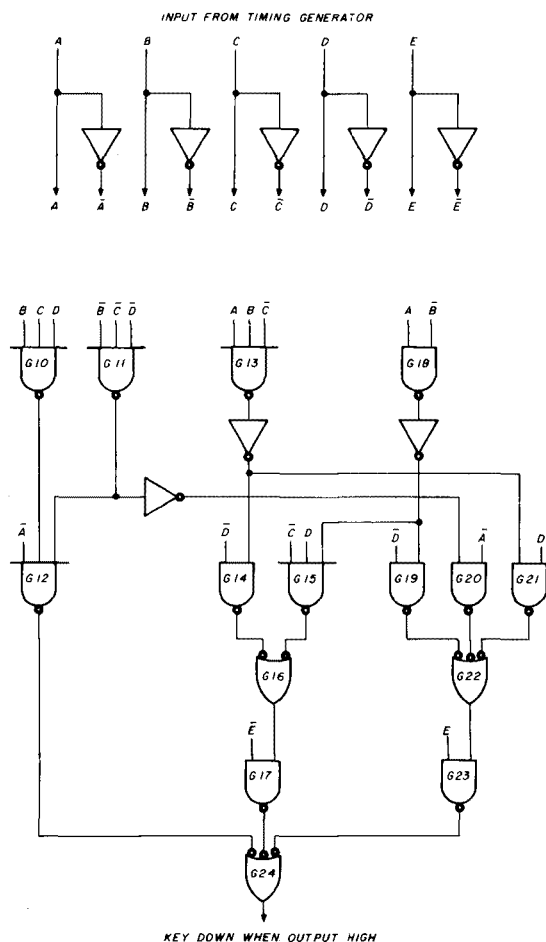 INPUT FROM TIMING GENERATOR
A B C D E
A A̅ B B̅ C C̅ D D̅ E E̅
B C D B̅ C̅ D̅ A B C̅ A B̅
G10 G11 G13 G18
A̅ D̅ C̅ D D̅ A̅ D
G12 G14 G15 G19 G20 G21
G16 G22
E̅ E
G17 G23
G24
KEY DOWN WHEN OUTPUT HIGH